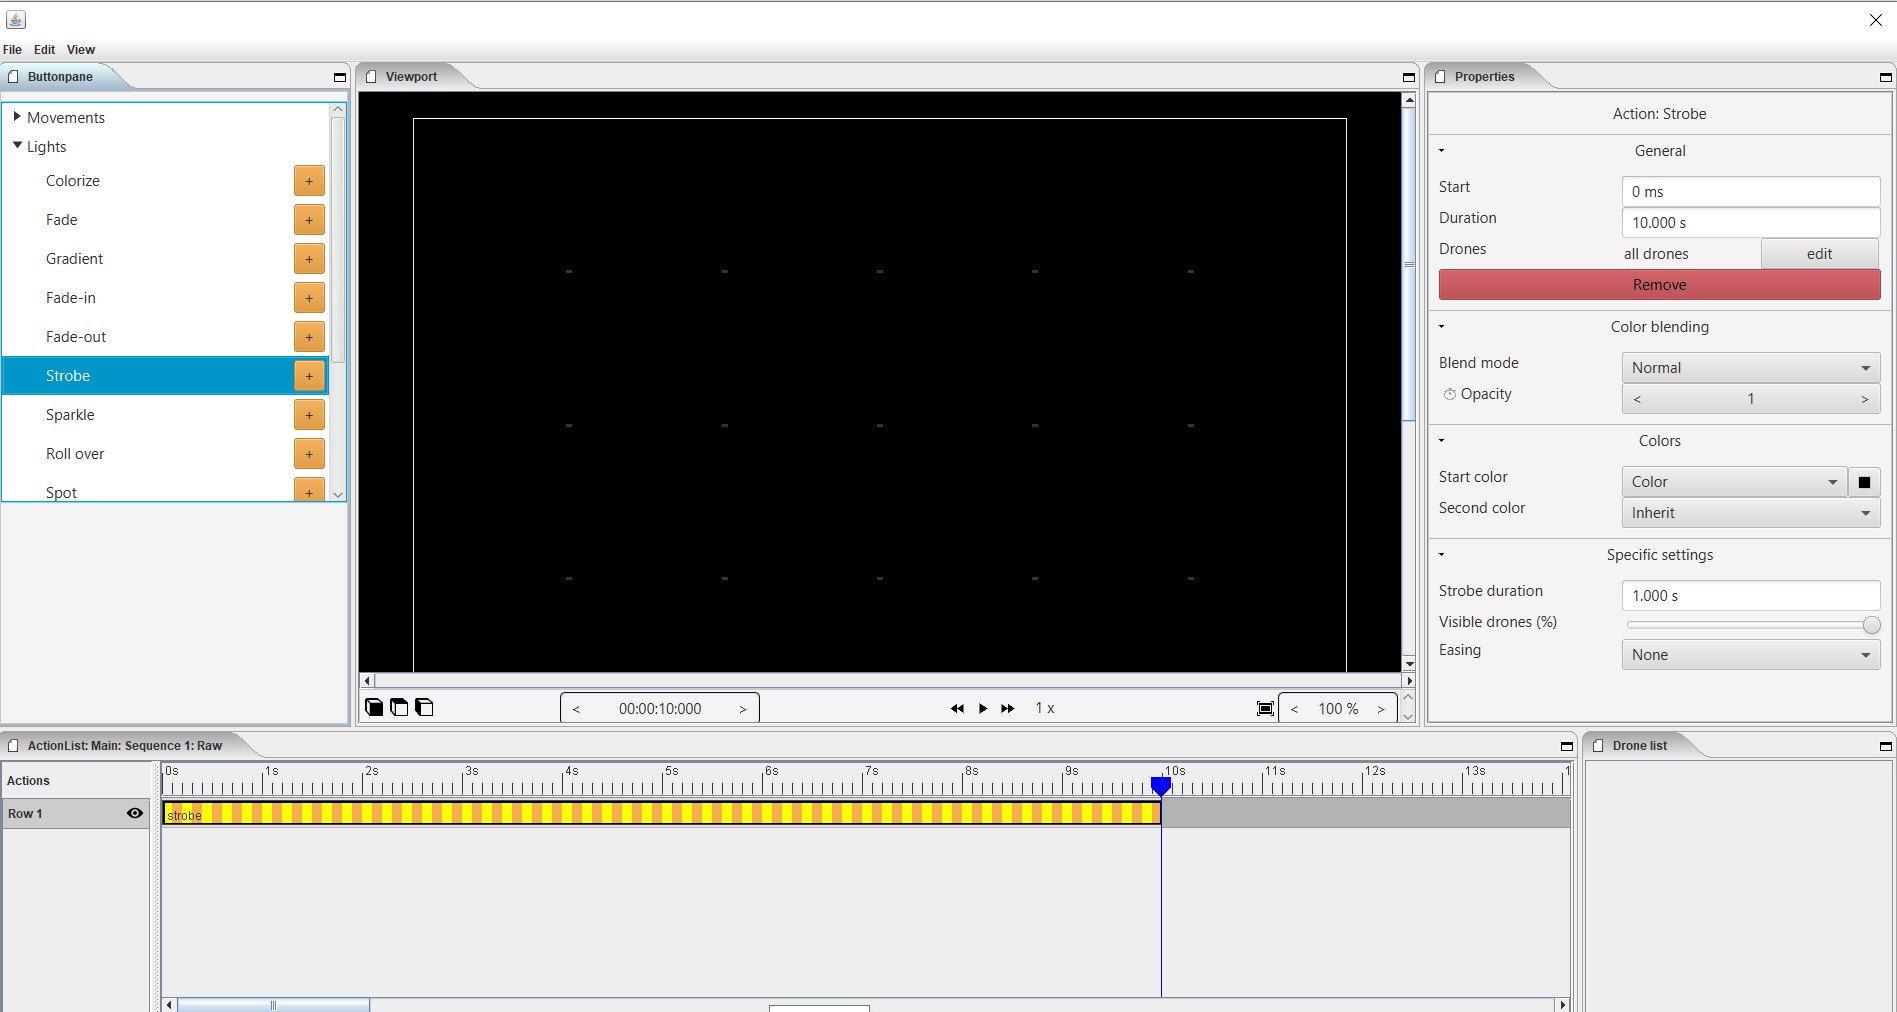 File Edit View
Buttonpane
Movements
Lights
Colorize +
Fade +
Gradient +
Fade-in +
Fade-out +
Strobe +
Sparkle +
Roll over +
Spot +
Viewport
< 00:00:10:000 >
1 x
< 100 % >
Properties
Action: Strobe
General
Start 0 ms
Duration 10.000 s
Drones all drones edit
Remove
Color blending
Blend mode Normal
Opacity < 1 >
Colors
Start color Color
Second color Inherit
Specific settings
Strobe duration 1.000 s
Visible drones (%)
Easing None
ActionList: Main: Sequence 1: Raw
Actions
0s 1s 2s 3s 4s 5s 6s 7s 8s 9s 10s 11s 12s 13s 1
Row 1
strobe
Drone list